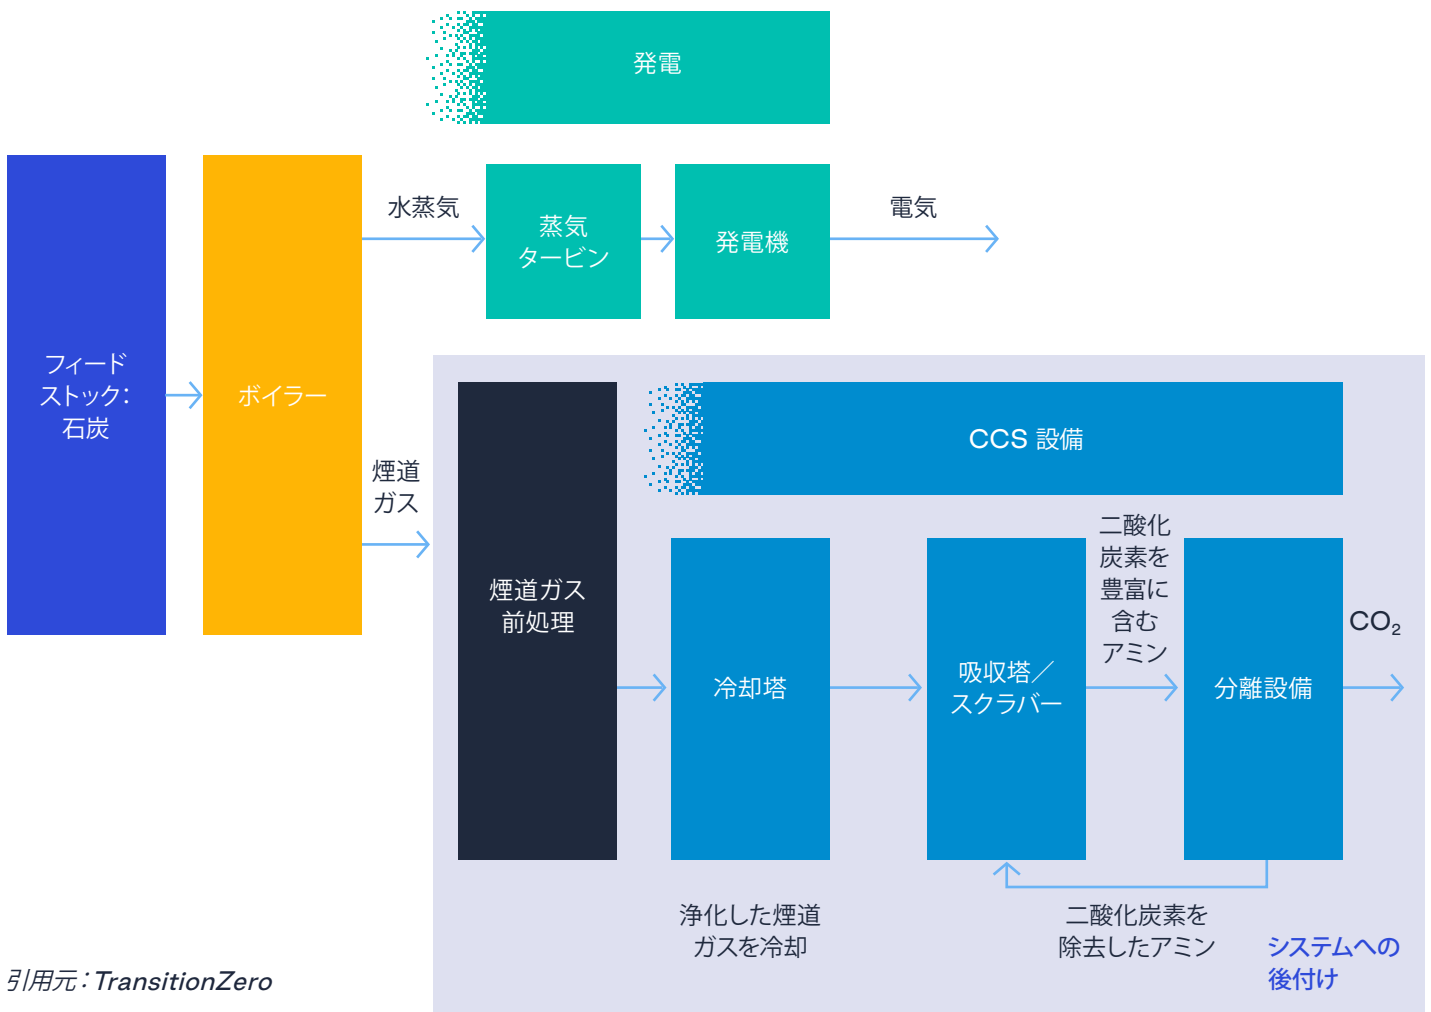 発電
水蒸気
蒸気
タービン
発電機
電気
フィード
ストック：
石炭
ボイラー
煙道
ガス
煙道ガス
前処理
CCS 設備
冷却塔
吸収塔／
スクラバー
二酸化
炭素を
豊富に
含む
アミン
分離設備
CO₂
浄化した煙道
ガスを冷却
二酸化炭素を
除去したアミン
システムへの
後付け
引用元：TransitionZero